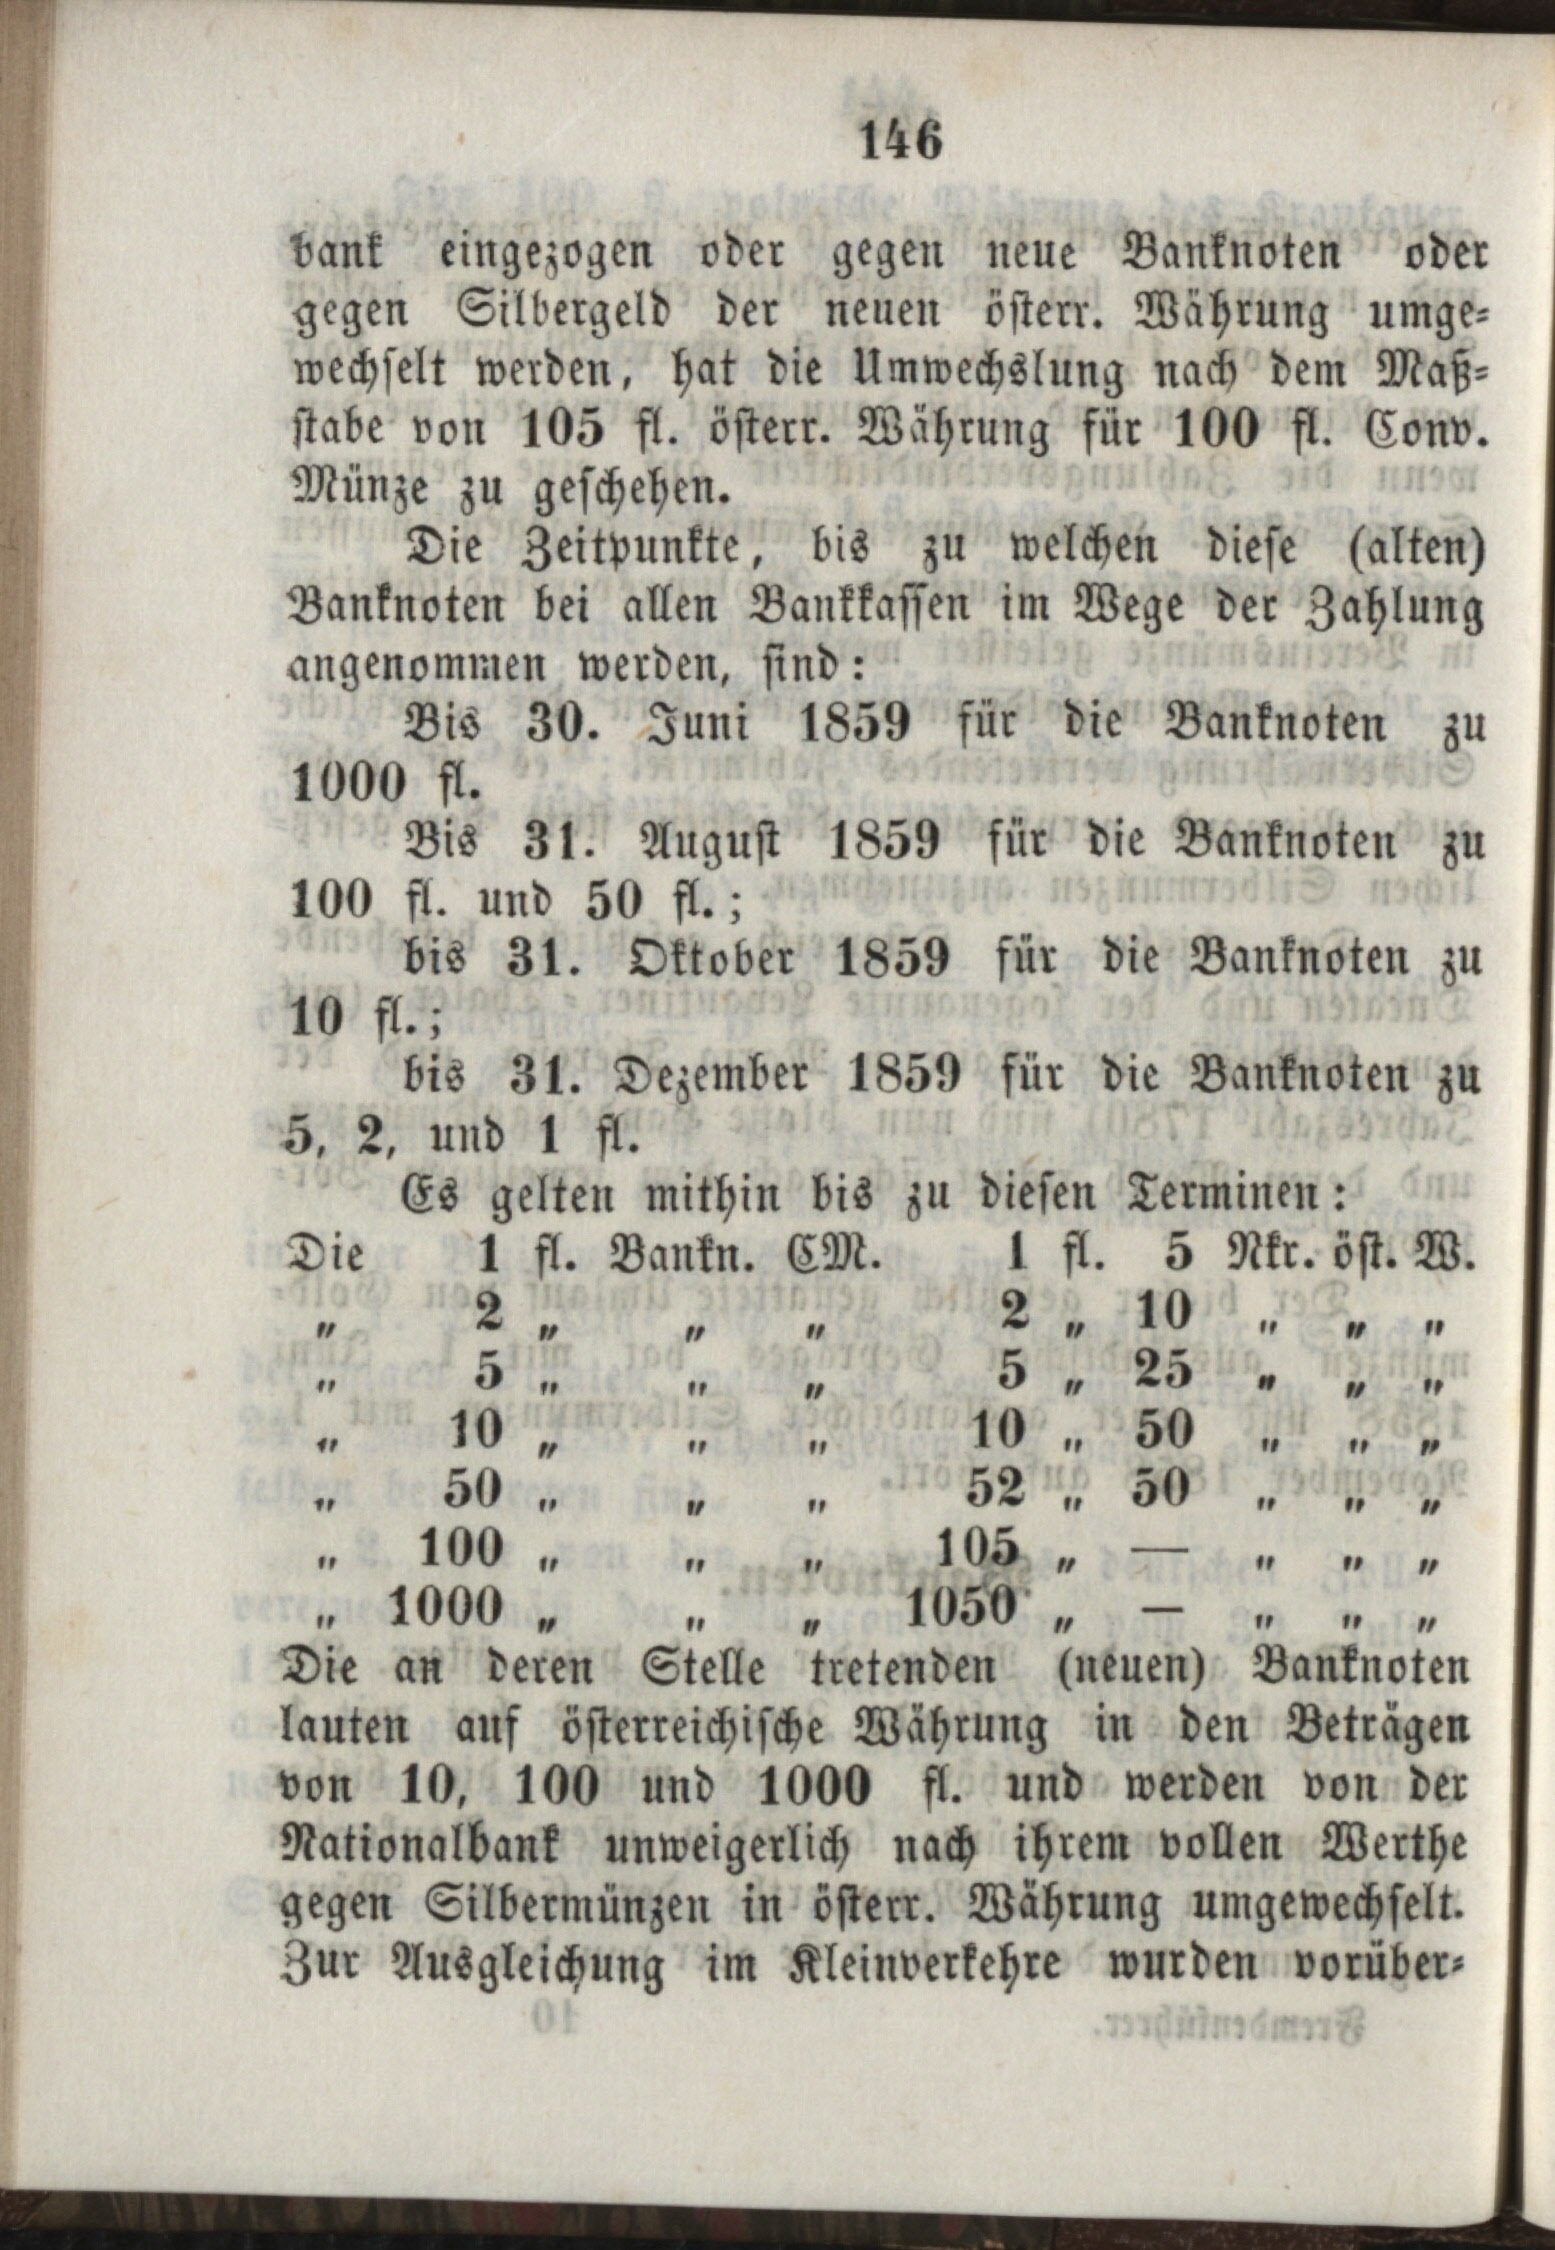 146
bank eingezogen oder gegen neue Banknoten oder
gegen Silbergeld der neuen österr. Währung umge-
wechselt werden, hat die Umwechslung nach dem Maß-
stabe von 105 fl. österr. Währung für 100 fl. Conv.
Münze zu geschehen.
Die Zeitpunkte, bis zu welchen diese (alten)
Banknoten bei allen Bankkassen im Wege der Zahlung
angenommen werden, sind:
Bis 30. Juni 1859 für die Banknoten zu
1000 fl.
Bis 31. August 1859 für die Banknoten zu
100 fl. und 50 fl.;
bis 31. Oktober 1859 für die Banknoten zu
10 fl.;
bis 31. Dezember 1859 für die Banknoten zu
5, 2, und 1 fl.
Es gelten mithin bis zu diesen Terminen:
Die 1 fl. Bankn. CM. 1 fl. 5 Nkr. öst. W.
„ 2 „ „ „ 2 „ 10 „ „ „
„ 5 „ „ „ 5 „ 25 „ „ „
„ 10 „ „ „ 10 „ 50 „ „ „
„ 50 „ „ „ 52 „ 50 „ „ „
„ 100 „ „ „ 105 „ — „ „ „
„ 1000 „ „ „ 1050 „ — „ „ „
Die an deren Stelle tretenden (neuen) Banknoten
lauten auf österreichische Währung in den Beträgen
von 10, 100 und 1000 fl. und werden von der
Nationalbank unweigerlich nach ihrem vollen Werthe
gegen Silbermünzen in österr. Währung umgewechselt.
Zur Ausgleichung im Kleinverkehre wurden vorüber-